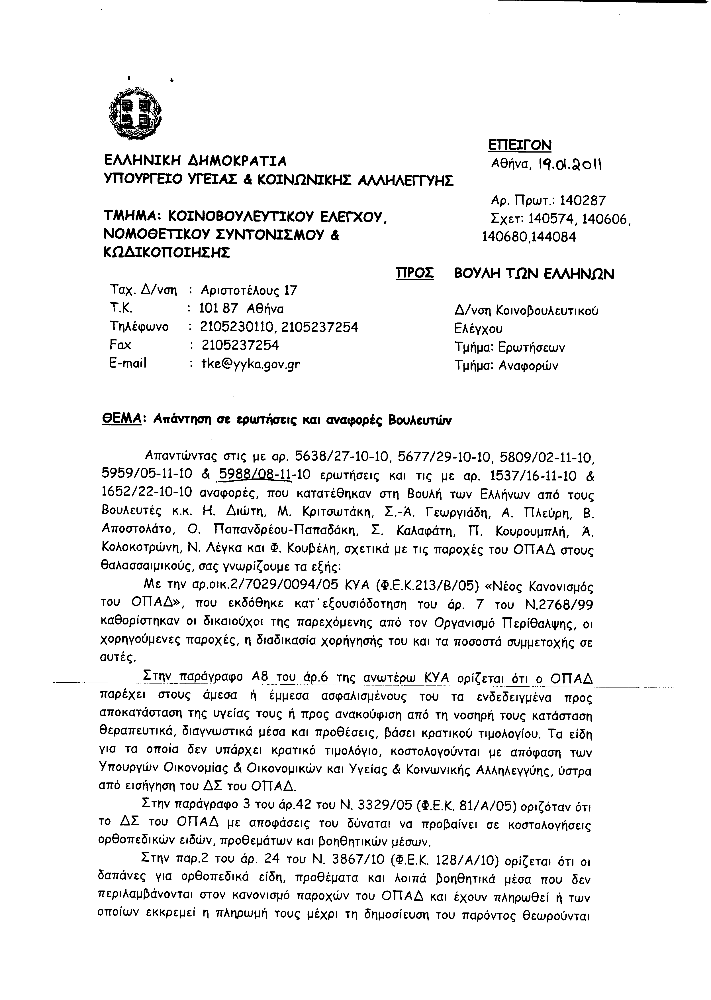 ΕΠΕΙΓΟΝ
ΕΛΛΗΝΙΚΗ ΔΗΜΟΚΡΑΤΙΑ
Αθήνα, 19.01.2011
ΥΠΟΥΡΓΕΙΟ ΥΓΕΙΑΣ & ΚΟΙΝΩΝΙΚΗΣ ΑΛΛΗΛΕΓΓΥΗΣ
Αρ. Πρωτ.: 140287
ΤΜΗΜΑ: ΚΟΙΝΟΒΟΥΛΕΥΤΙΚΟΥ ΕΛΕΓΧΟΥ,
Σχετ: 140574, 140606,
ΝΟΜΟΘΕΤΙΚΟΥ ΣΥΝΤΟΝΙΣΜΟΥ &
140680,144084
ΚΩΔΙΚΟΠΟΙΗΣΗΣ
ΠΡΟΣ ΒΟΥΛΗ ΤΩΝ ΕΛΛΗΝΩΝ
Ταχ. Δ/νση : Αριστοτέλους 17
Τ.Κ. : 101 87 Αθήνα
Δ/νση Κοινοβουλευτικού
Τηλέφωνο : 2105230110, 2105237254
Ελέγχου
Fax : 2105237254
Τμήμα: Ερωτήσεων
E-mail : tke@yyka.gov.gr
Τμήμα: Αναφορών
ΘΕΜΑ: Απάντηση σε ερωτήσεις και αναφορές Βουλευτών
Απαντώντας στις με αρ. 5638/27-10-10, 5677/29-10-10, 5809/02-11-10,
5959/05-11-10 & 5988/08-11-10 ερωτήσεις και τις με αρ. 1537/16-11-10 &
1652/22-10-10 αναφορές, που κατατέθηκαν στη Βουλή των Ελλήνων από τους
Βουλευτές κ.κ. Η. Διώτη, Μ. Κριτσωτάκη, Σ.-Ά. Γεωργιάδη, Α. Πλεύρη, Β.
Αποστολάτο, Ο. Παπανδρέου-Παπαδάκη, Σ. Καλαφάτη, Π. Κουρουμπλή, Ά.
Κολοκοτρώνη, Ν. Λέγκα και Φ. Κουβέλη, σχετικά με τις παροχές του ΟΠΑΔ στους
θαλασσαιμικούς, σας γνωρίζουμε τα εξής:
Με την αρ.οικ.2/7029/0094/05 ΚΥΑ (Φ.Ε.Κ.213/Β/05) «Νέος Κανονισμός
του ΟΠΑΔ», που εκδόθηκε κατ΄εξουσιόδοτηση του άρ. 7 του Ν.2768/99
καθορίστηκαν οι δικαιούχοι της παρεχόμενης από τον Οργανισμό Περίθαλψης, οι
χορηγούμενες παροχές, η διαδικασία χορήγησής του και τα ποσοστά συμμετοχής σε
αυτές.
Στην παράγραφο Α8 του άρ.6 της ανωτέρω ΚΥΑ ορίζεται ότι ο ΟΠΑΔ
παρέχει στους άμεσα ή έμμεσα ασφαλισμένους του τα ενδεδειγμένα προς
αποκατάσταση της υγείας τους ή προς ανακούφιση από τη νοσηρή τους κατάσταση
θεραπευτικά, διαγνωστικά μέσα και προθέσεις, βάσει κρατικού τιμολογίου. Τα είδη
για τα οποία δεν υπάρχει κρατικό τιμολόγιο, κοστολογούνται με απόφαση των
Υπουργών Οικονομίας & Οικονομικών και Υγείας & Κοινωνικής Αλληλεγγύης, ύστρα
από εισήγηση του ΔΣ του ΟΠΑΔ.
Στην παράγραφο 3 του άρ.42 του Ν. 3329/05 (Φ.Ε.Κ. 81/Α/05) οριζόταν ότι
το ΔΣ του ΟΠΑΔ με αποφάσεις του δύναται να προβαίνει σε κοστολογήσεις
ορθοπεδικών ειδών, προθεμάτων και βοηθητικών μέσων.
Στην παρ.2 του άρ. 24 του Ν. 3867/10 (Φ.Ε.Κ. 128/Α/10) ορίζεται ότι οι
δαπάνες για ορθοπεδικά είδη, προθέματα και λοιπά βοηθητικά μέσα που δεν
περιλαμβάνονται στον κανονισμό παροχών του ΟΠΑΔ και έχουν πληρωθεί ή των
οποίων εκκρεμεί η πληρωμή τους μέχρι τη δημοσίευση του παρόντος θεωρούνται